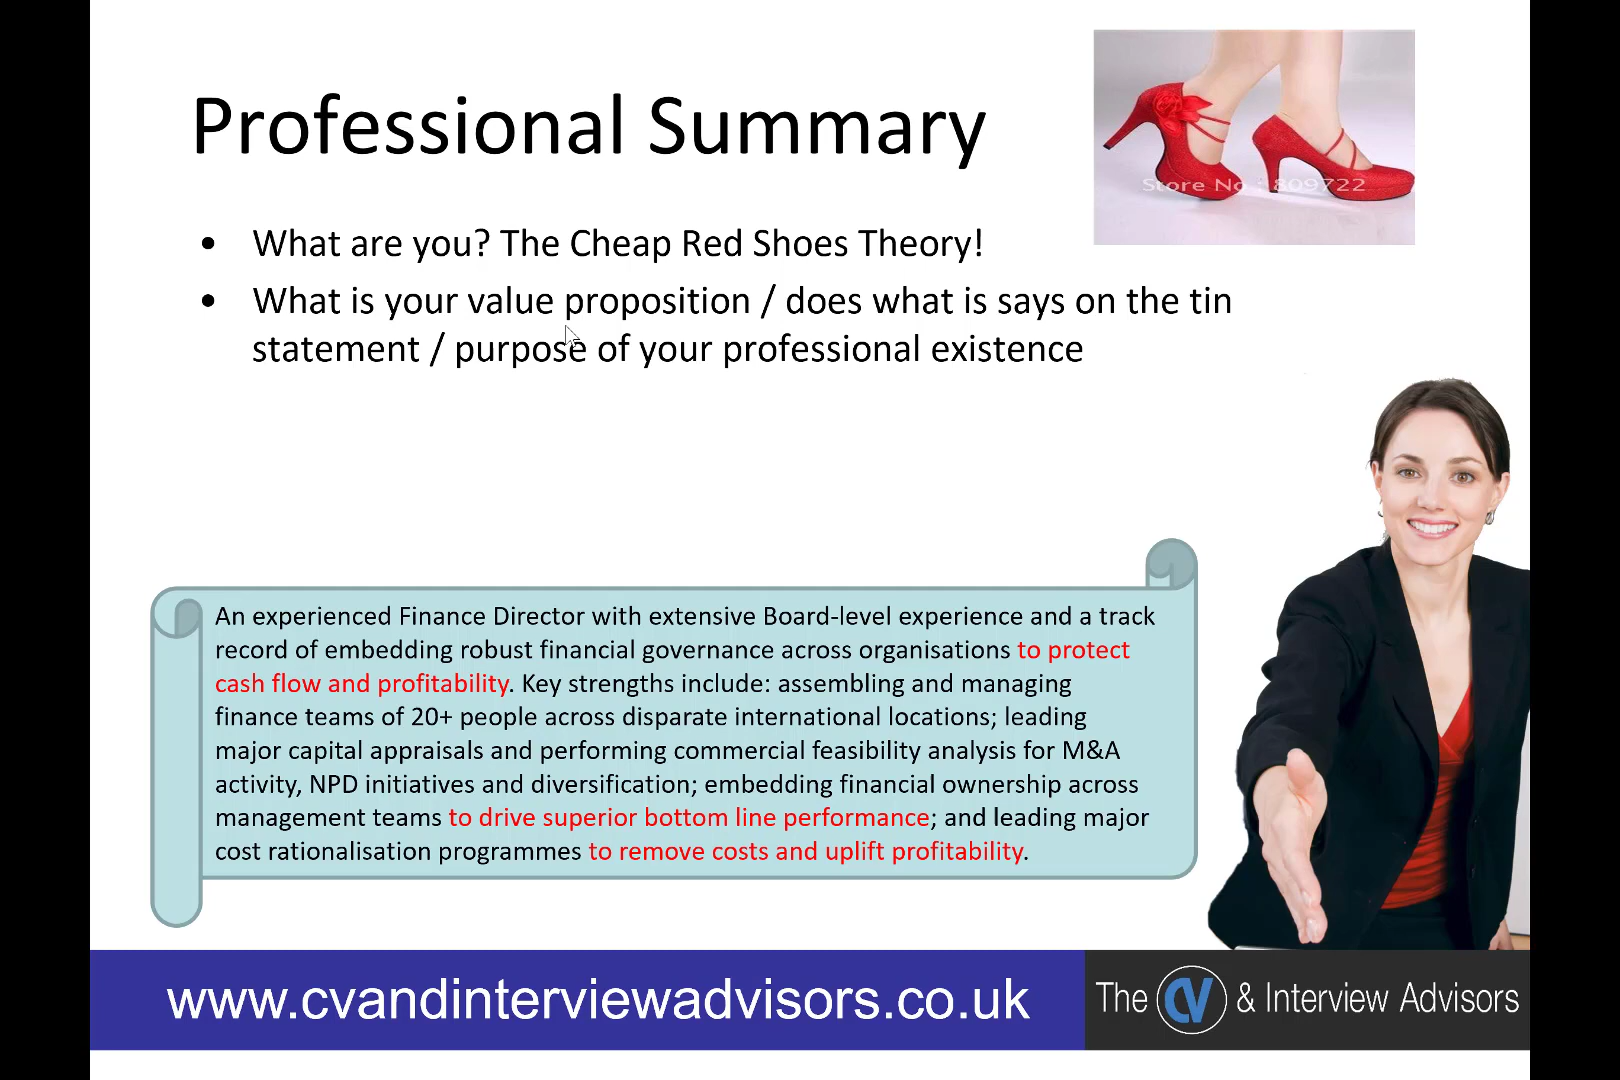 Professional Summary
Store No : 809722
• What are you? The Cheap Red Shoes Theory!
• What is your value proposition / does what is says on the tin
statement / purpose of your professional existence
An experienced Finance Director with extensive Board-level experience and a track
record of embedding robust financial governance across organisations to protect
cash flow and profitability. Key strengths include: assembling and managing
finance teams of 20+ people across disparate international locations; leading
major capital appraisals and performing commercial feasibility analysis for M&A
activity, NPD initiatives and diversification; embedding financial ownership across
management teams to drive superior bottom line performance; and leading major
cost rationalisation programmes to remove costs and uplift profitability.
www.cvandinterviewadvisors.co.uk
The CV & Interview Advisors